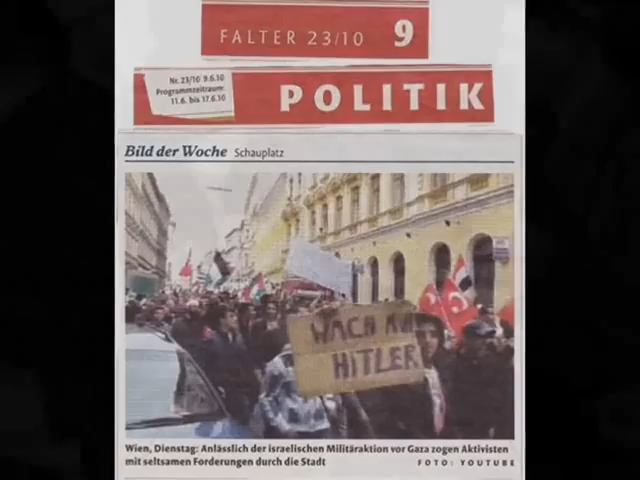 FALTER 23/10 9
Nr. 23/10 9.6.10
Programmzeitraum:
11.6. bis 17.6.10
POLITIK
Bild der Woche Schauplatz
WACH AUF
HITLER
Wien, Dienstag: Anlässlich der israelischen Militäraktion vor Gaza zogen Aktivisten
mit seltsamen Forderungen durch die Stadt
FOTO: YOUTUBE